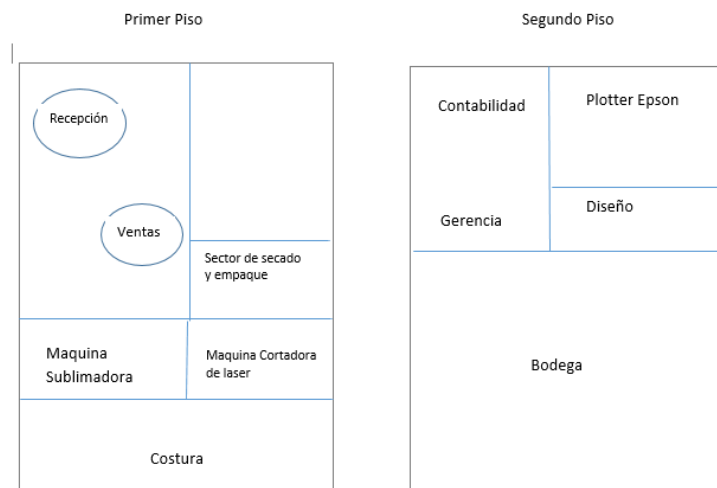 Primer Piso
Recepción
Ventas
Sector de secado
y empaque
Maquina
Sublimadora
Maquina Cortadora
de laser
Costura
Segundo Piso
Contabilidad
Plotter Epson
Gerencia
Diseño
Bodega